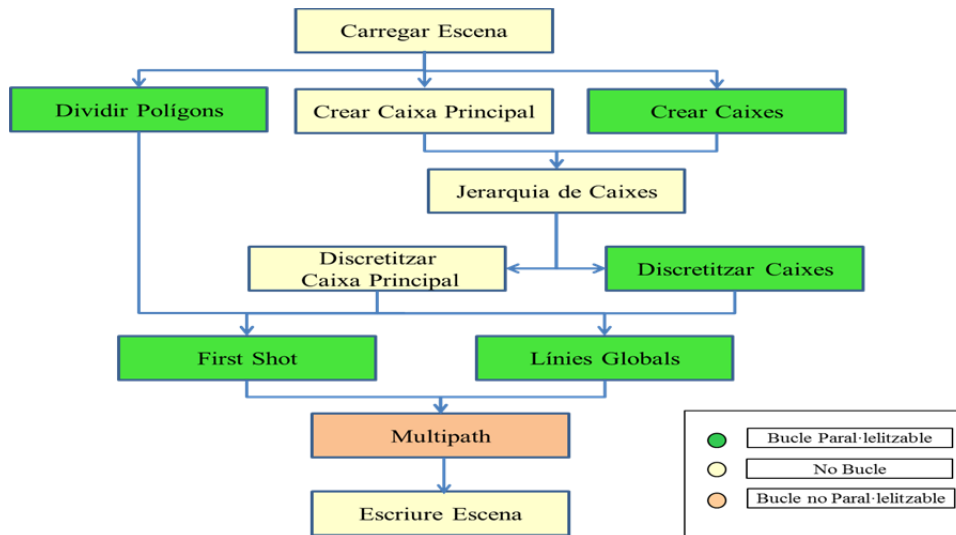 Carregar Escena
Dividir Polígons
Crear Caixa Principal
Crear Caixes
Jerarquia de Caixes
Discretitzar
Caixa Principal
Discretitzar Caixes
First Shot
Línies Globals
Multipath
Escriure Escena
Bucle Paral·lelitzable
No Bucle
Bucle no Paral·lelitzable